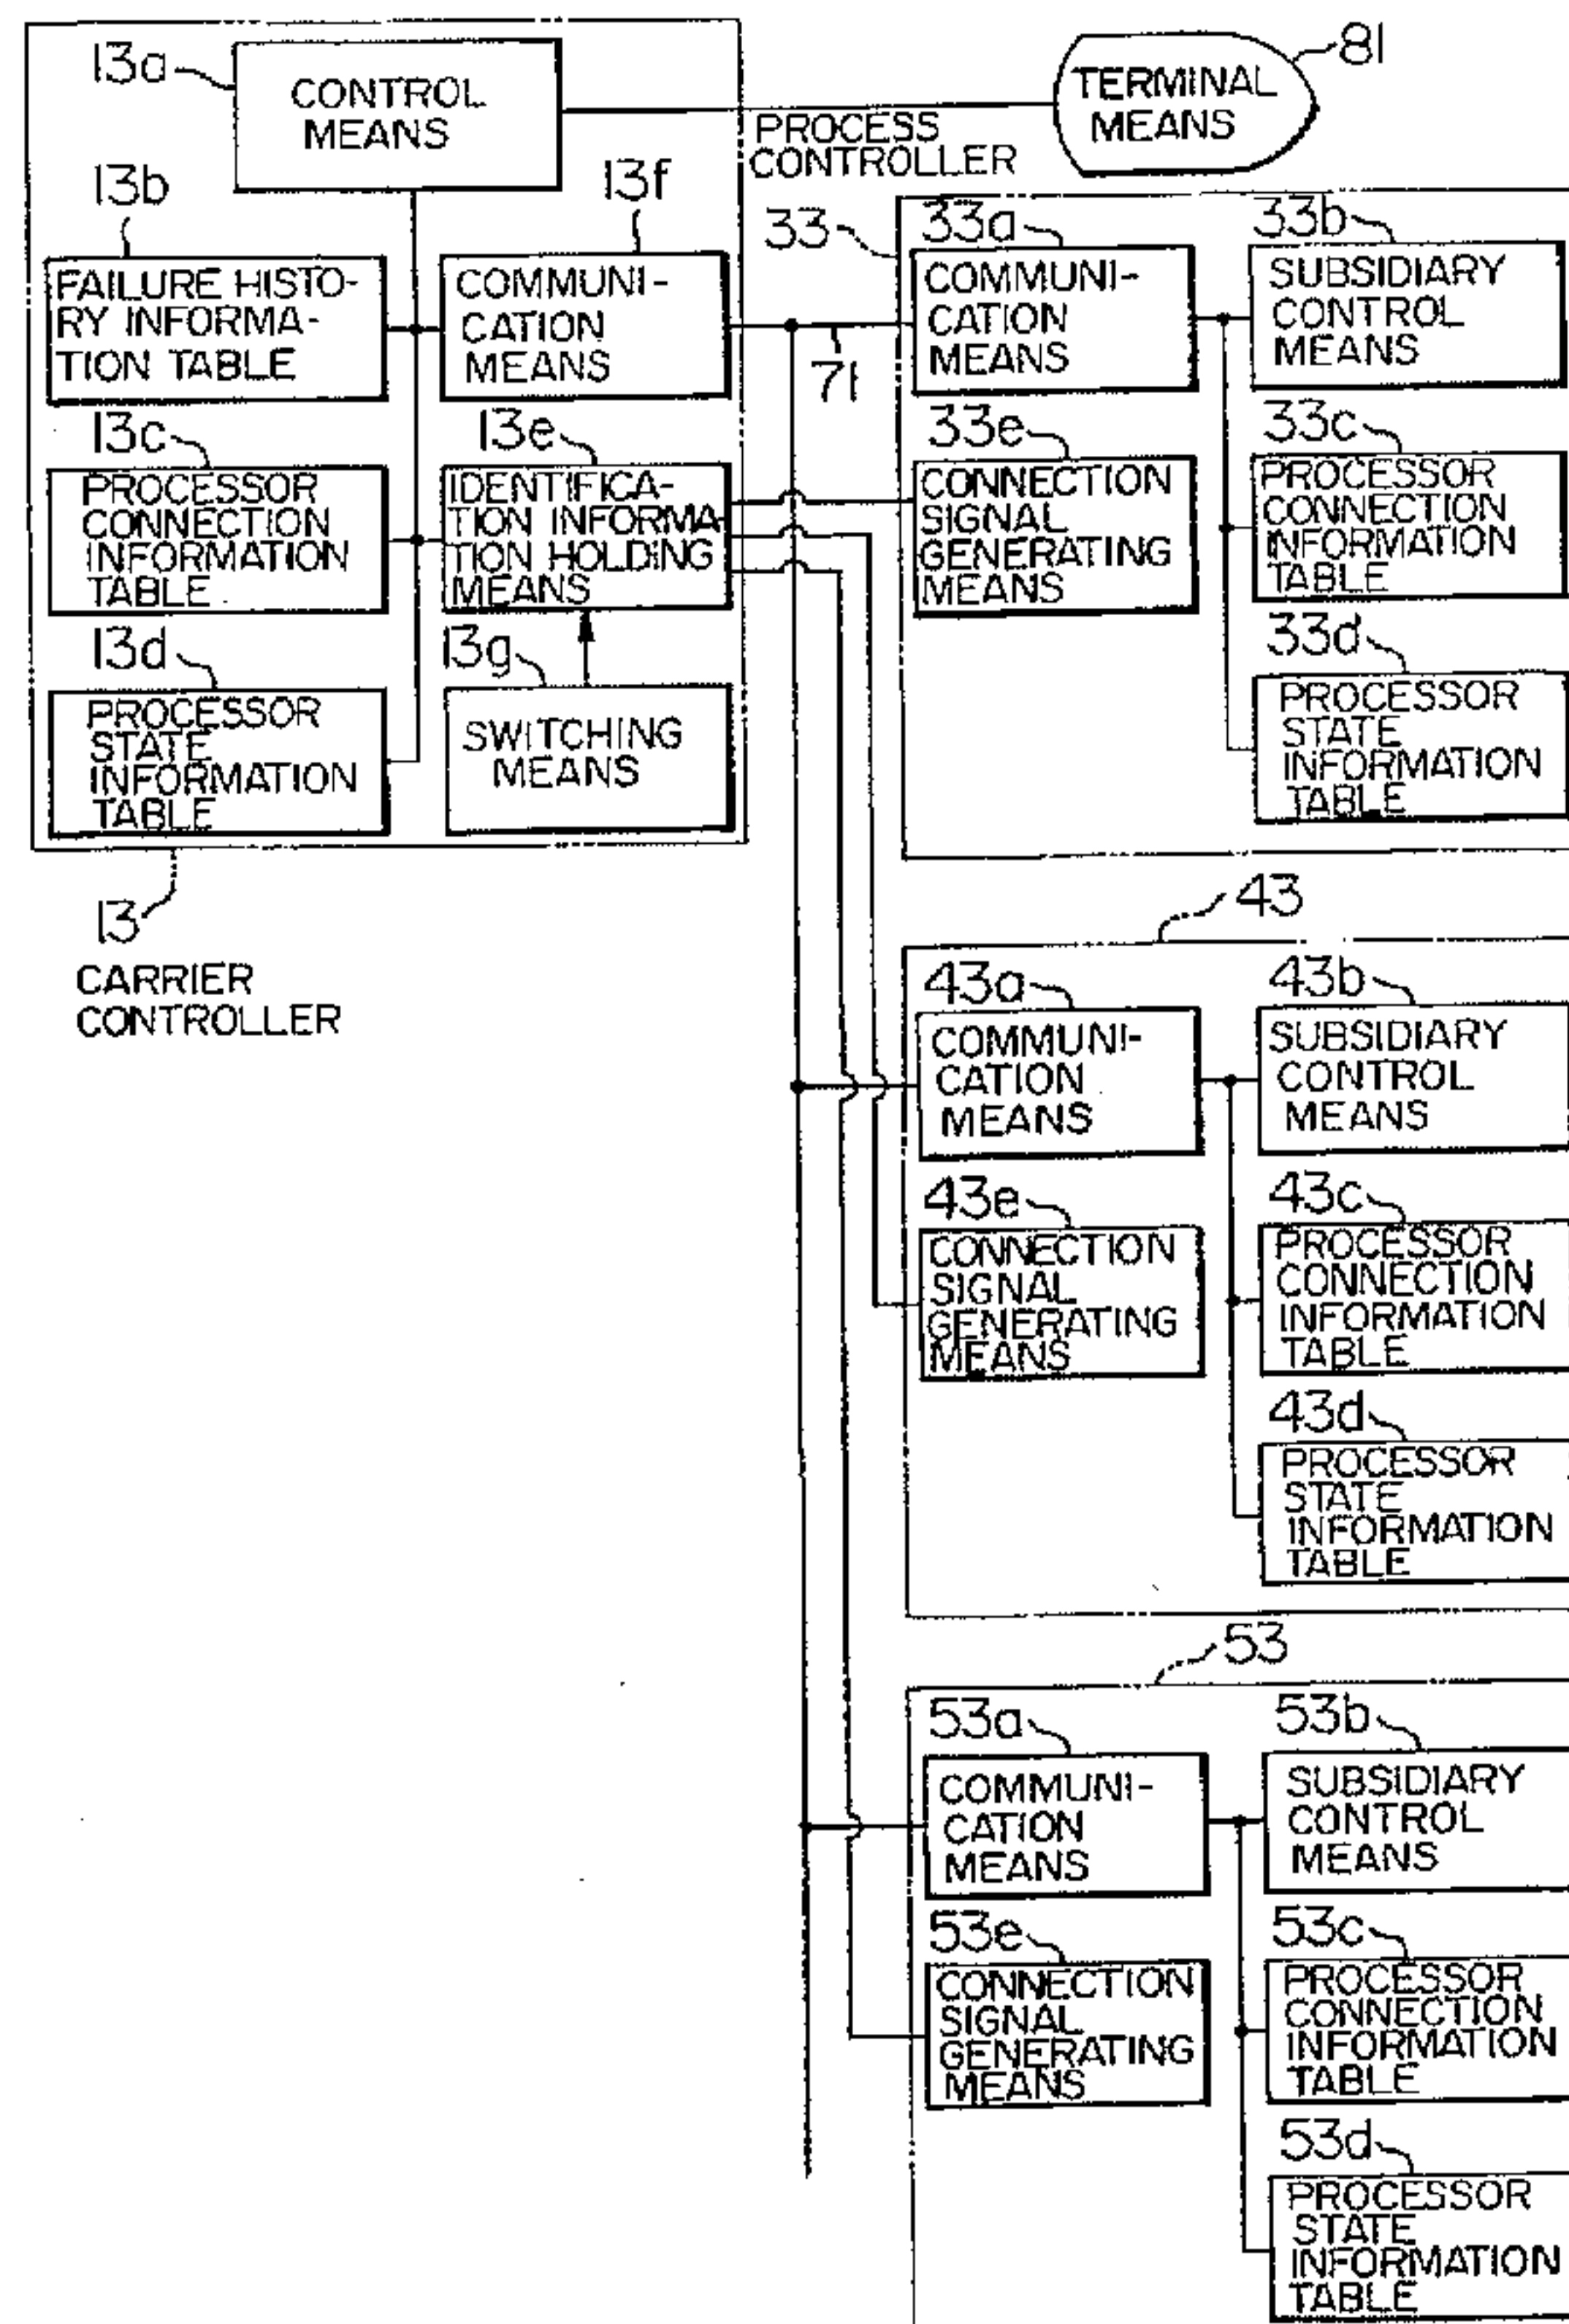 13a
CONTROL
MEANS
81
TERMINAL
MEANS
PROCESS
CONTROLLER
13b
FAILURE HISTO-
RY INFORMA-
TION TABLE
13f
COMMUNI-
CATION
MEANS
71
13c
PROCESSOR
CONNECTION
INFORMATION
TABLE
13e
IDENTIFICA-
TION INFORMA-
TION HOLDING
MEANS
13d
PROCESSOR
STATE
INFORMATION
TABLE
13g
SWITCHING
MEANS
13
CARRIER
CONTROLLER
33
33a
COMMUNI-
CATION
MEANS
33b
SUBSIDIARY
CONTROL
MEANS
33e
CONNECTION
SIGNAL
GENERATING
MEANS
33c
PROCESSOR
CONNECTION
INFORMATION
TABLE
33d
PROCESSOR
STATE
INFORMATION
TABLE
43
43a
COMMUNI-
CATION
MEANS
43b
SUBSIDIARY
CONTROL
MEANS
43e
CONNECTION
SIGNAL
GENERATING
MEANS
43c
PROCESSOR
CONNECTION
INFORMATION
TABLE
43d
PROCESSOR
STATE
INFORMATION
TABLE
53
53a
COMMUNI-
CATION
MEANS
53b
SUBSIDIARY
CONTROL
MEANS
53e
CONNECTION
SIGNAL
GENERATING
MEANS
53c
PROCESSOR
CONNECTION
INFORMATION
TABLE
53d
PROCESSOR
STATE
INFORMATION
TABLE